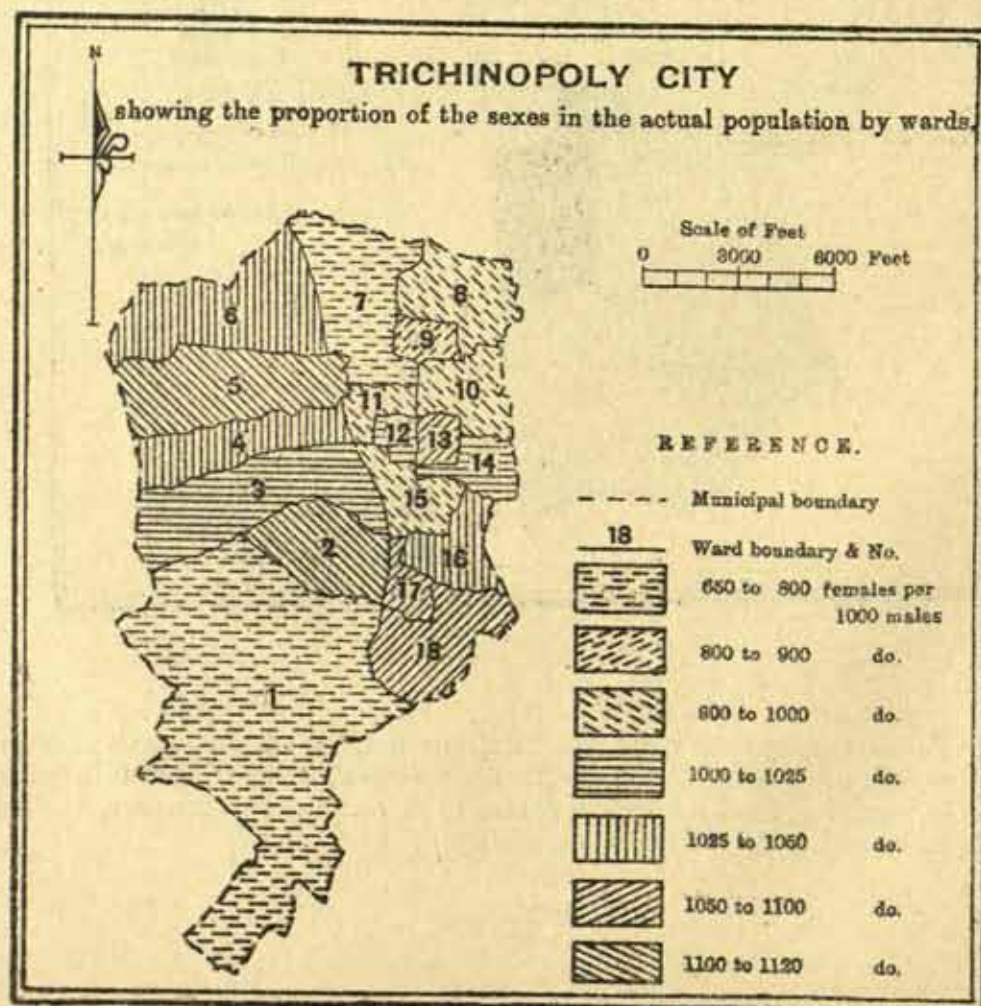 N
TRICHINOPOLY CITY
showing the proportion of the sexes in the actual population by wards.
Scale of Feet
0 3000 6000 Feet
6
7
8
9
5
11
10
4
12
13
14
3
15
2
16
17
18
1
REFERENCE.
Municipal boundary
18
Ward boundary & No.
650 to 800 females per
1000 males
800 to 900 do.
900 to 1000 do.
1000 to 1025 do.
1025 to 1050 do.
1050 to 1100 do.
1100 to 1120 do.